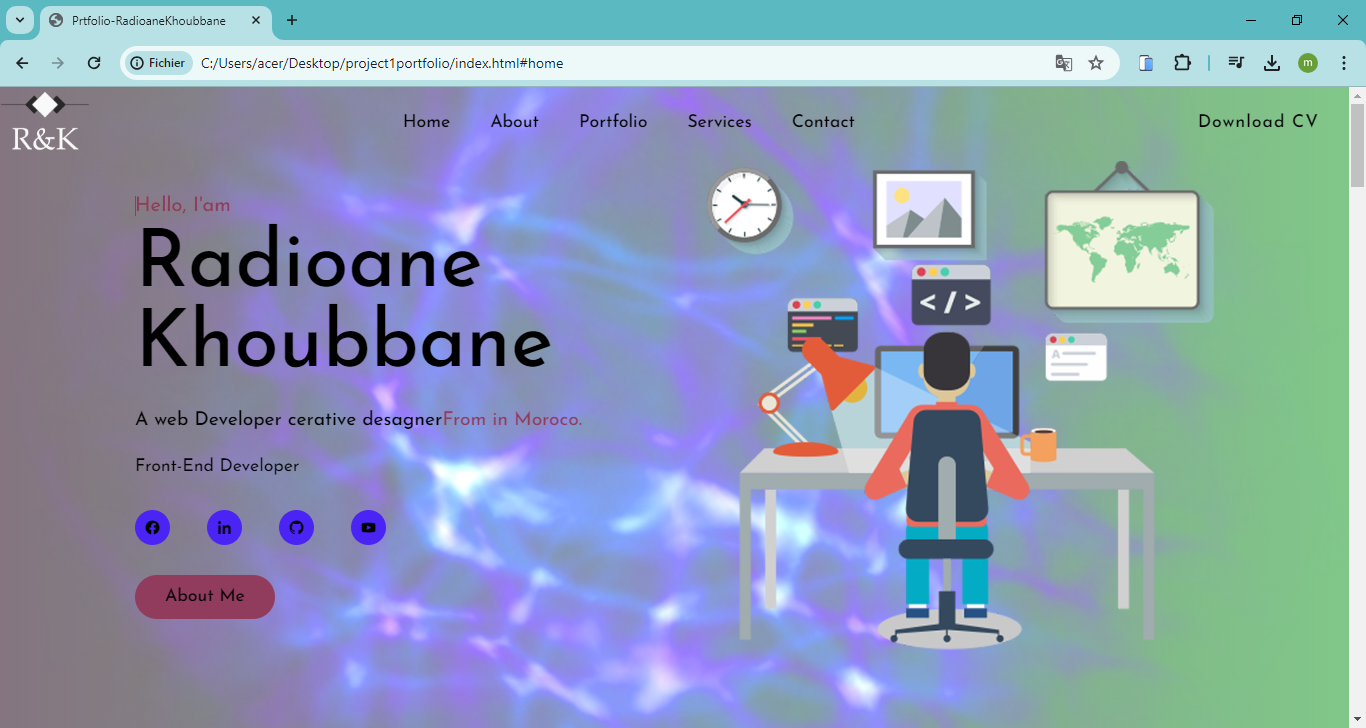 Prtfolio-RadioaneKhoubbane
Fichier C:/Users/acer/Desktop/project1portfolio/index.html#home m
R&K
Home About Portfolio Services Contact Download CV
Hello, I'am
Radioane
Khoubbane
A web Developer cerative desagnerFrom in Moroco.
Front-End Developer
in
About Me
</> 
A